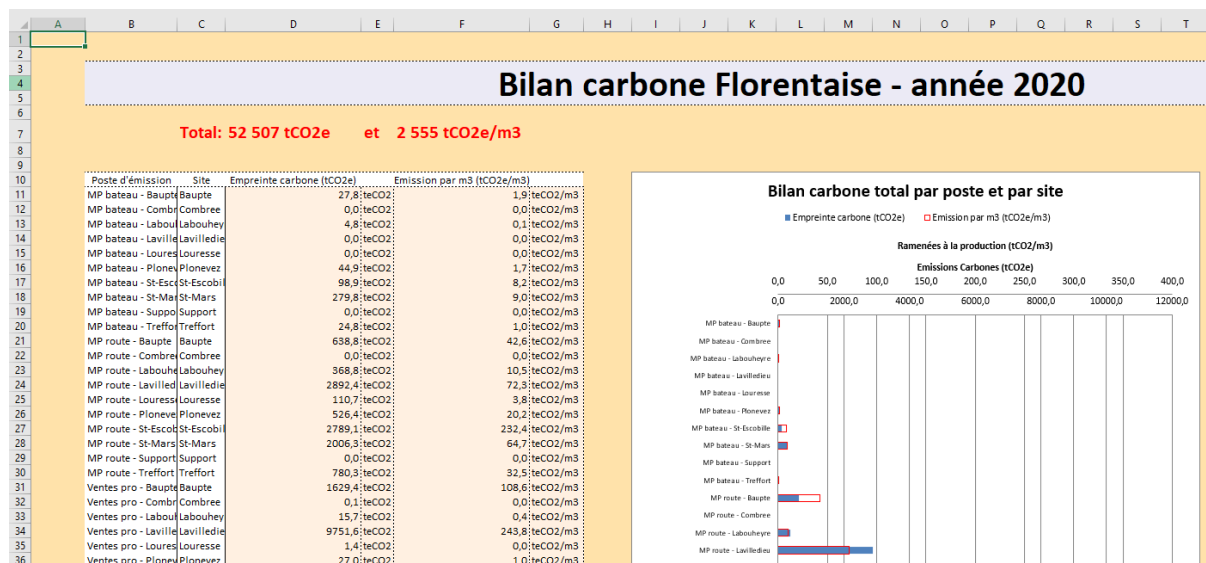 A B C D E F G H I J K L M N O P Q R S T
1
2
3
4 Bilan carbone Florentaise - année 2020
5
6
7 Total: 52 507 tCO2e et 2 555 tCO2e/m3
8
9
10 Poste d'émission Site Empreinte carbone (tCO2e) Emission par m3 (tCO2e/m3)
11 MP bateau - Baupte Baupte 27,8 teCO2 1,9 teCO2/m3
12 MP bateau - Combr Combree 0,0 teCO2 0,0 teCO2/m3
13 MP bateau - Laboul Labouhey 4,8 teCO2 0,1 teCO2/m3
14 MP bateau - Laville Lavilledie 0,0 teCO2 0,0 teCO2/m3
15 MP bateau - Loures Louresse 0,0 teCO2 0,0 teCO2/m3
16 MP bateau - Plonev Plonevez 44,9 teCO2 1,7 teCO2/m3
17 MP bateau - St-Esco St-Escobil 98,9 teCO2 8,2 teCO2/m3
18 MP bateau - St-Mar St-Mars 279,8 teCO2 9,0 teCO2/m3
19 MP bateau - Suppo Support 0,0 teCO2 0,0 teCO2/m3
20 MP bateau - Treffor Treffort 24,8 teCO2 1,0 teCO2/m3
21 MP route - Baupte Baupte 638,8 teCO2 42,6 teCO2/m3
22 MP route - Combre Combree 0,0 teCO2 0,0 teCO2/m3
23 MP route - Labouhe Labouhey 368,8 teCO2 10,5 teCO2/m3
24 MP route - Lavilled Lavilledie 2892,4 teCO2 72,3 teCO2/m3
25 MP route - Louress Louresse 110,7 teCO2 3,8 teCO2/m3
26 MP route - Ploneve Plonevez 526,4 teCO2 20,2 teCO2/m3
27 MP route - St-Escob St-Escobil 2789,1 teCO2 232,4 teCO2/m3
28 MP route - St-Mars St-Mars 2006,3 teCO2 64,7 teCO2/m3
29 MP route - Support Support 0,0 teCO2 0,0 teCO2/m3
30 MP route - Treffort Treffort 780,3 teCO2 32,5 teCO2/m3
31 Ventes pro - Baupte Baupte 1629,4 teCO2 108,6 teCO2/m3
32 Ventes pro - Combr Combree 0,1 teCO2 0,0 teCO2/m3
33 Ventes pro - Laboul Labouhey 15,7 teCO2 0,4 teCO2/m3
34 Ventes pro - Laville Lavilledie 9751,6 teCO2 243,8 teCO2/m3
35 Ventes pro - Loures Louresse 1,4 teCO2 0,0 teCO2/m3
36 Ventes pro - Plonev Plonevez 27,0 teCO2 1,0 teCO2/m3
Bilan carbone total par poste et par site
Empreinte carbone (tCO2e) Emission par m3 (tCO2e/m3)
Ramenées à la production (tCO2/m3)
Emissions Carbones (tCO2e)
0,0 50,0 100,0 150,0 200,0 250,0 300,0 350,0 400,0
0,0 2000,0 4000,0 6000,0 8000,0 10000,0 12000,0
MP bateau - Baupte
MP bateau - Combree
MP bateau - Labouheyre
MP bateau - Lavilledieu
MP bateau - Louresse
MP bateau - Plonevez
MP bateau - St-Escobille
MP bateau - St-Mars
MP bateau - Support
MP bateau - Treffort
MP route - Baupte
MP route - Combree
MP route - Labouheyre
MP route - Lavilledieu